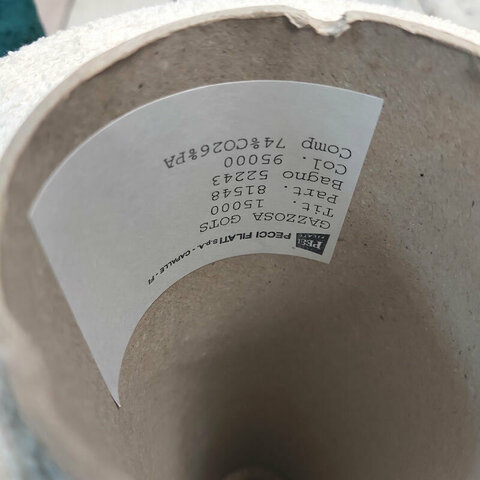 PECCI FILATI S.p.A. - CAPALLE - FI
GAZZOSA GOTS
Tit. 15000
Part. 81548
Bagno 52243
Col. 95000
Comp 74%CO26%PA